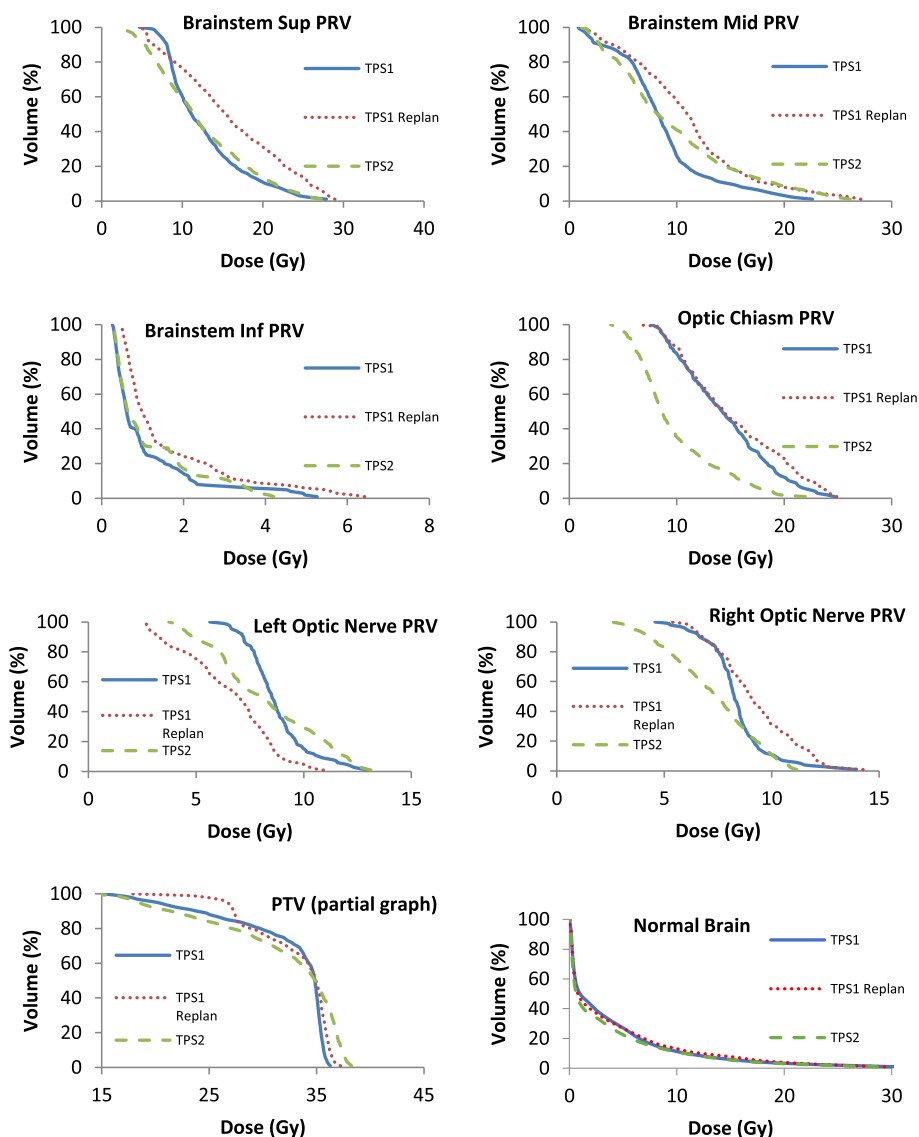 Brainstem Sup PRV
Volume (%)
100
80
60
40
20
0
0 10 20 30 40
Dose (Gy)
TPS1
TPS1 Replan
TPS2
Brainstem Mid PRV
Volume (%)
100
80
60
40
20
0
0 10 20 30
Dose (Gy)
TPS1
TPS1 Replan
TPS2
Brainstem Inf PRV
Volume (%)
100
80
60
40
20
0
0 2 4 6 8
Dose (Gy)
TPS1
TPS1 Replan
TPS2
Optic Chiasm PRV
Volume (%)
100
80
60
40
20
0
0 10 20 30
Dose (Gy)
TPS1
TPS1 Replan
TPS2
Left Optic Nerve PRV
Volume (%)
100
80
60
40
20
0
0 5 10 15
Dose (Gy)
TPS1
TPS1
Replan
TPS2
Right Optic Nerve PRV
Volume (%)
100
80
60
40
20
0
0 5 10 15
Dose (Gy)
TPS1
TPS1
Replan
TPS2
PTV (partial graph)
Volume (%)
100
80
60
40
20
0
15 25 35 45
Dose (Gy)
TPS1
TPS1
Replan
TPS2
Normal Brain
Volume (%)
100
80
60
40
20
0
0 10 20 30
Dose (Gy)
TPS1
TPS1 Replan
TPS2